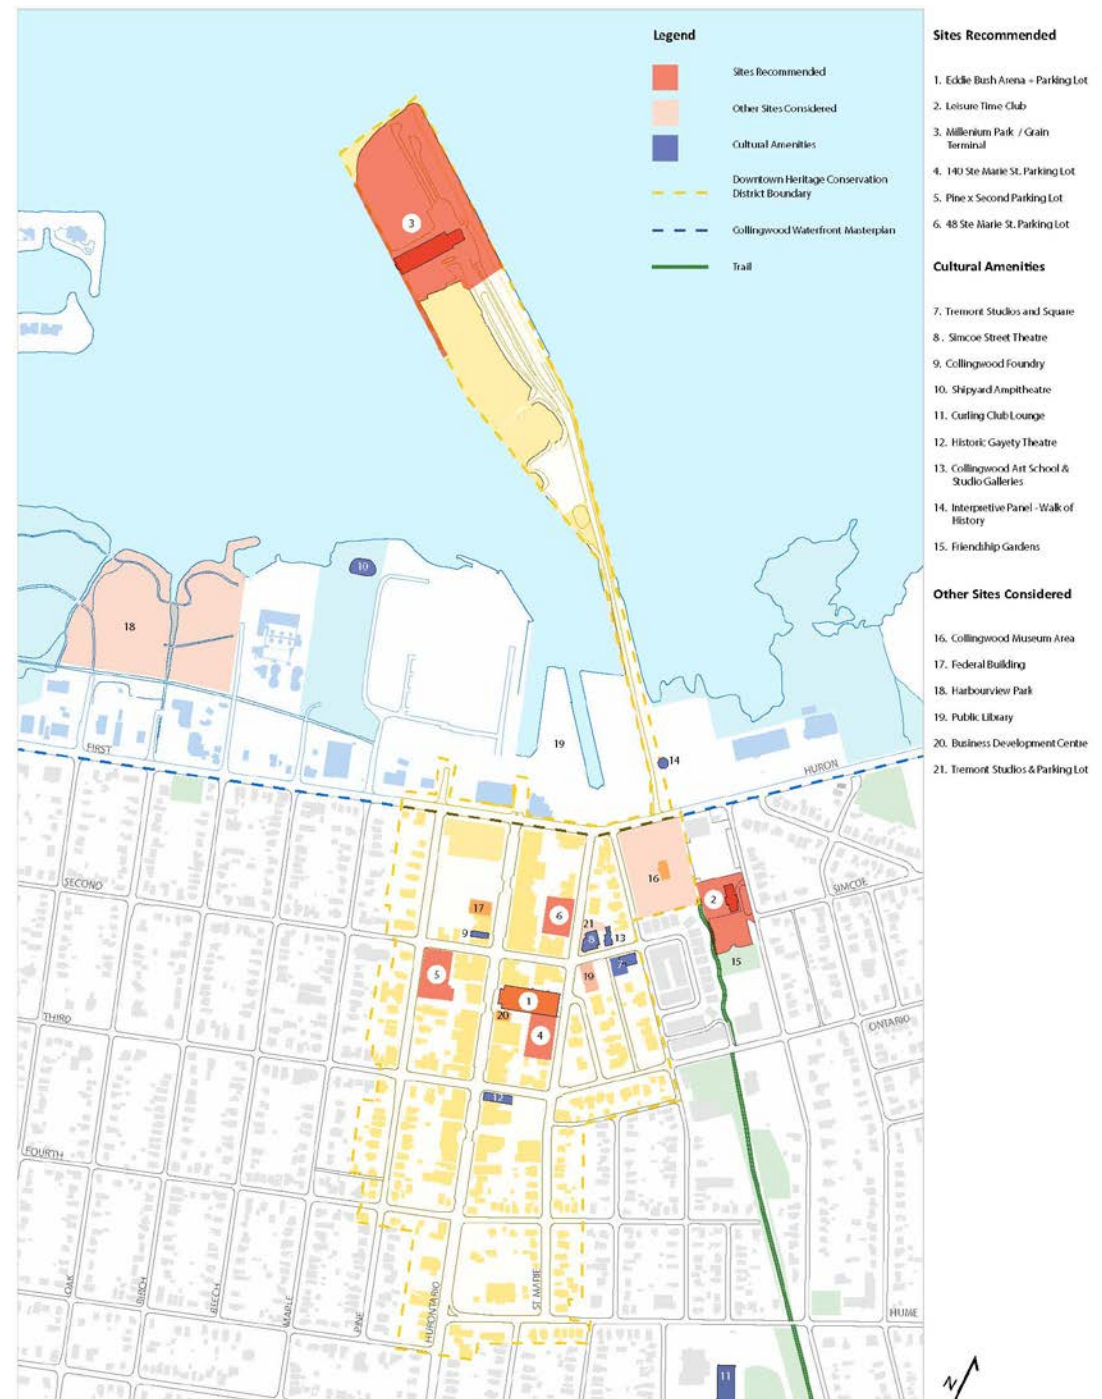 Legend
Sites Recommended
Other Sites Considered
Cultural Amenities
Downtown Heritage Conservation
District Boundary
Collingwood Waterfront Masterplan
Trail
Sites Recommended
1. Eddie Bush Arena + Parking Lot
2. Leisure Time Club
3. Millenium Park / Grain
Terminal
4. 140 Ste Marie St. Parking Lot
5. Pine x Second Parking Lot
6. 48 Ste Marie St. Parking Lot
Cultural Amenities
7. Tremont Studios and Square
8 . Simcoe Street Theatre
9. Collingwood Foundry
10. Shipyard Ampitheatre
11. Curling Club Lounge
12. Historic Gayety Theatre
13. Collingwood Art School &
Studio Galleries
14. Interpretive Panel - Walk of
History
15. Friendship Gardens
Other Sites Considered
16. Collingwood Museum Area
17. Federal Building
18. Harbourview Park
19. Public Library
20. Business Development Centre
21. Tremont Studios & Parking Lot
3
10
18
19
14
FIRST
HURON
SECOND
16
2
SIMCOE
17
6
21
9
8
13
15
5
7
19
1
20
4
THIRD
ONTARIO
12
FOURTH
OAK
BIRCH
BEECH
MAPLE
PINE
HURONTARIO
ST MARIE
HUME
11
N